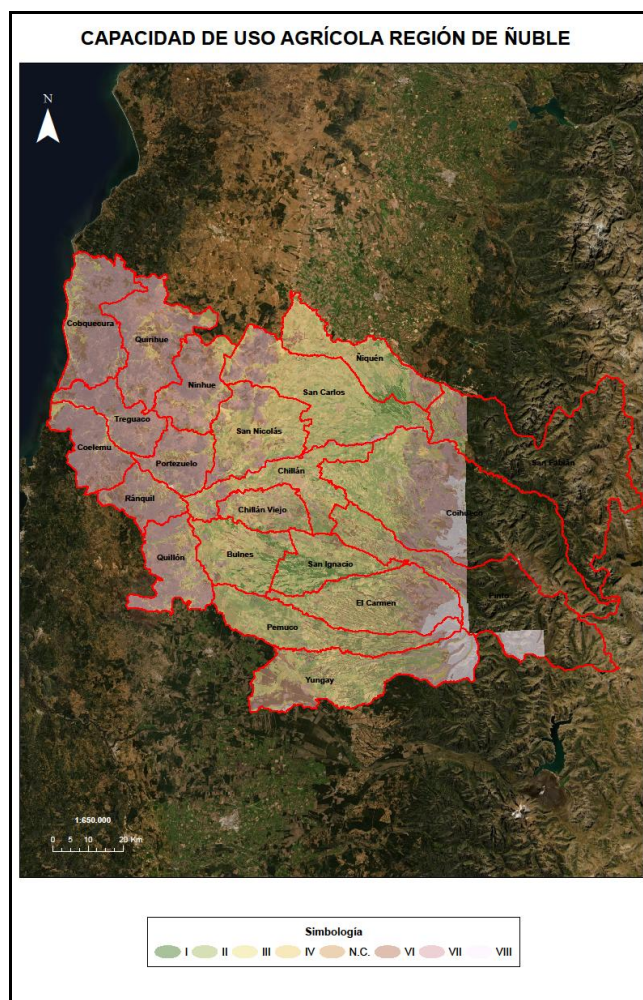 CAPACIDAD DE USO AGRÍCOLA REGIÓN DE ÑUBLE
N
Cobquecura
Quirihue
Ñiquén
Ninhue
San Carlos
Treguaco
San Nicolás
Coelemu
Portezuelo
San Fabián
Chillán
Ránquil
Chillán Viejo
Coihueco
Quillón
Bulnes
San Ignacio
Pinto
El Carmen
Pemuco
Yungay
1:650.000
0 5 10 20 Km
Simbología
I II III IV N.C. VI VII VIII